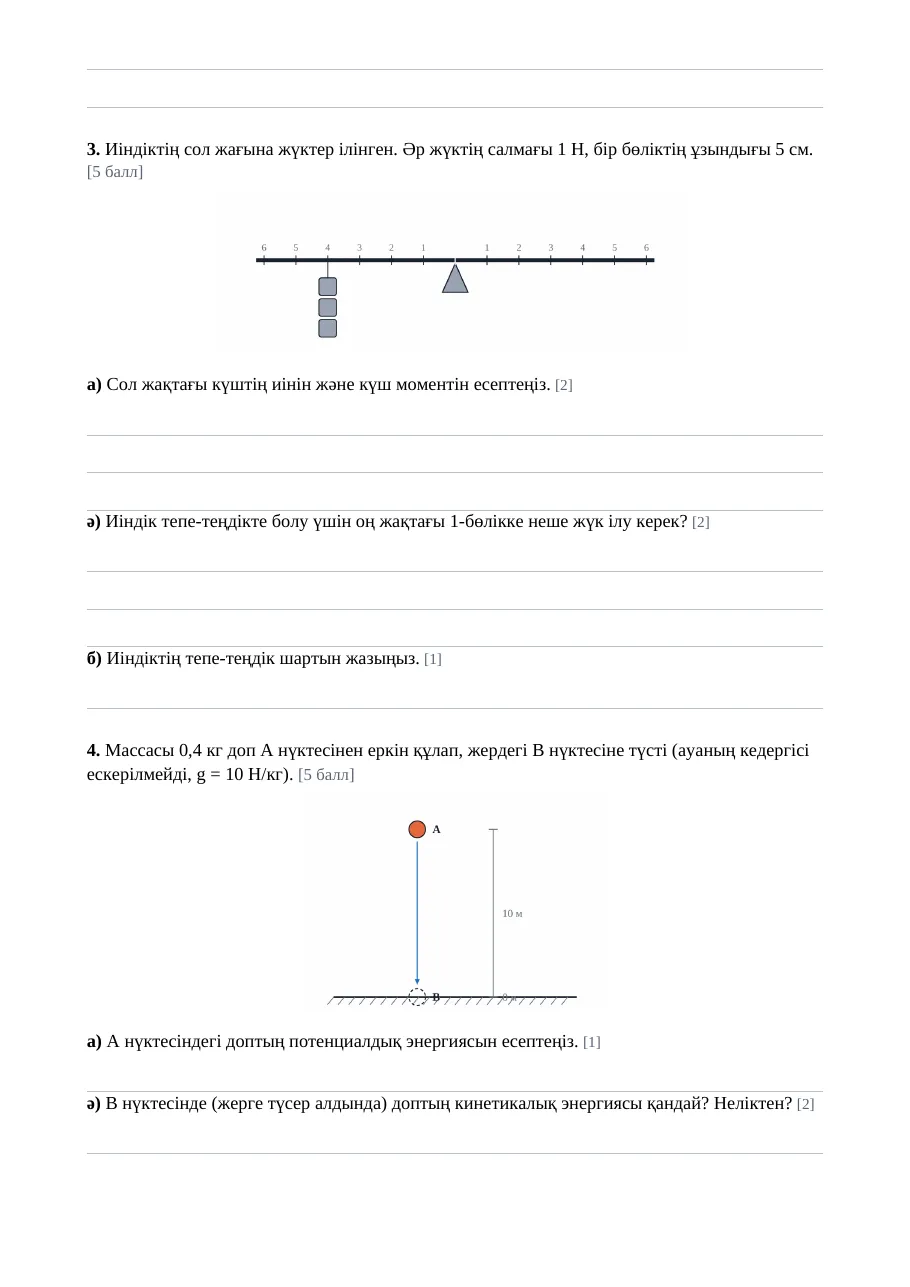 3. Иіндіктің сол жағына жүктер ілінген. Әр жүктің салмағы 1 Н, бір бөліктің ұзындығы 5 см.
[5 балл]
6 5 4 3 2 1 1 2 3 4 5 6
а) Сол жақтағы күштің иінін және күш моментін есептеңіз. [2]
ә) Иіндік тепе-теңдікте болу үшін оң жақтағы 1-бөлікке неше жүк ілу керек? [2]
б) Иіндіктің тепе-теңдік шартын жазыңыз. [1]
4. Массасы 0,4 кг доп А нүктесінен еркін құлап, жердегі В нүктесіне түсті (ауаның кедергісі
ескерілмейді, g = 10 Н/кг). [5 балл]
А
10 м
В 0 м
а) А нүктесіндегі доптың потенциалдық энергиясын есептеңіз. [1]
ә) В нүктесінде (жерге түсер алдында) доптың кинетикалық энергиясы қандай? Неліктен? [2]